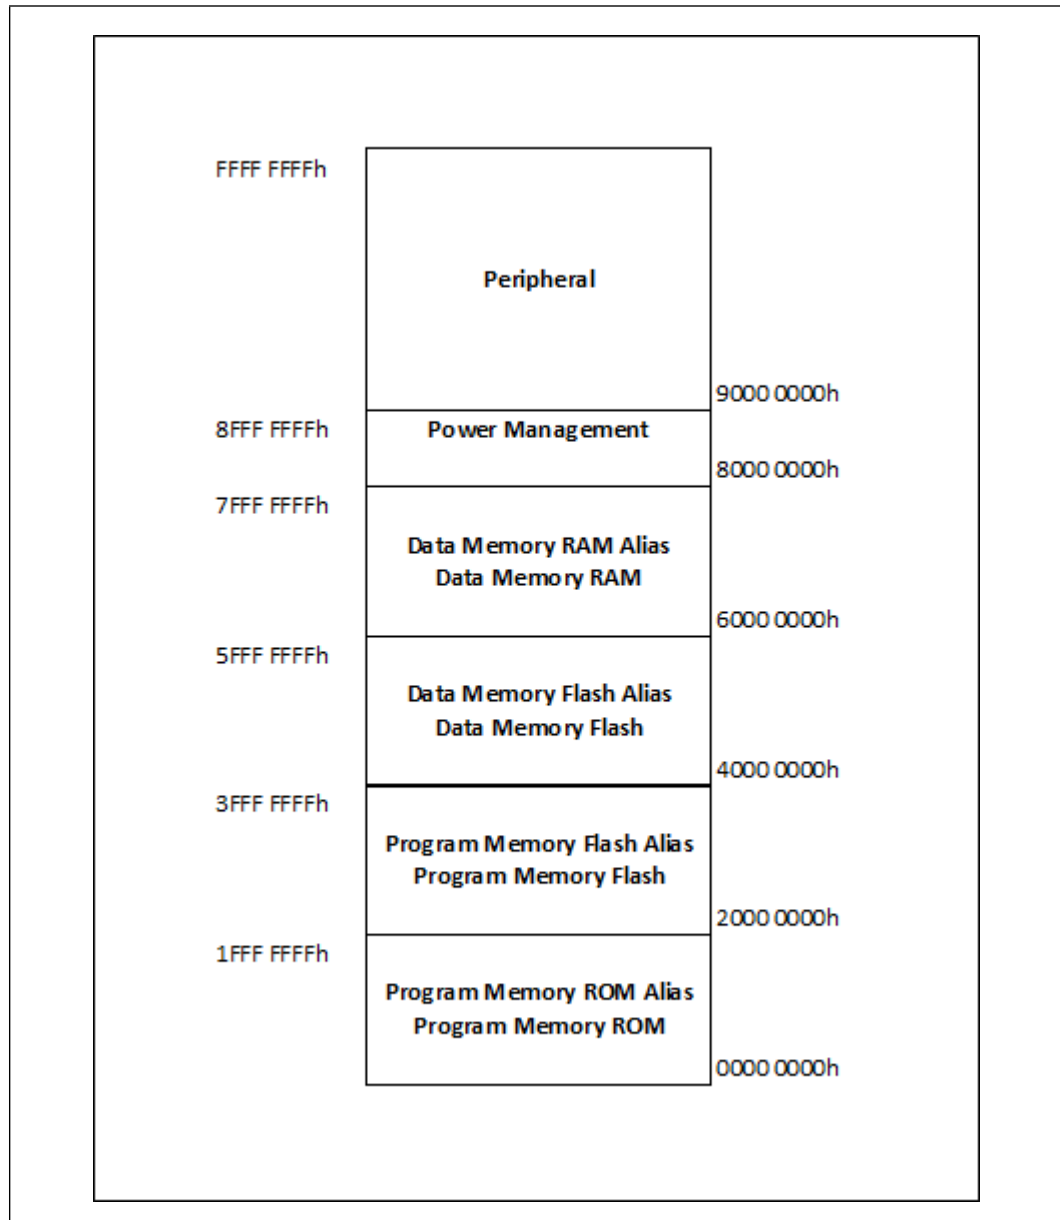 FFFF FFFFh
Peripheral
9000 0000h
8FFF FFFFh
Power Management
8000 0000h
7FFF FFFFh
Data Memory RAM Alias
Data Memory RAM
6000 0000h
5FFF FFFFh
Data Memory Flash Alias
Data Memory Flash
4000 0000h
3FFF FFFFh
Program Memory Flash Alias
Program Memory Flash
2000 0000h
1FFF FFFFh
Program Memory ROM Alias
Program Memory ROM
0000 0000h